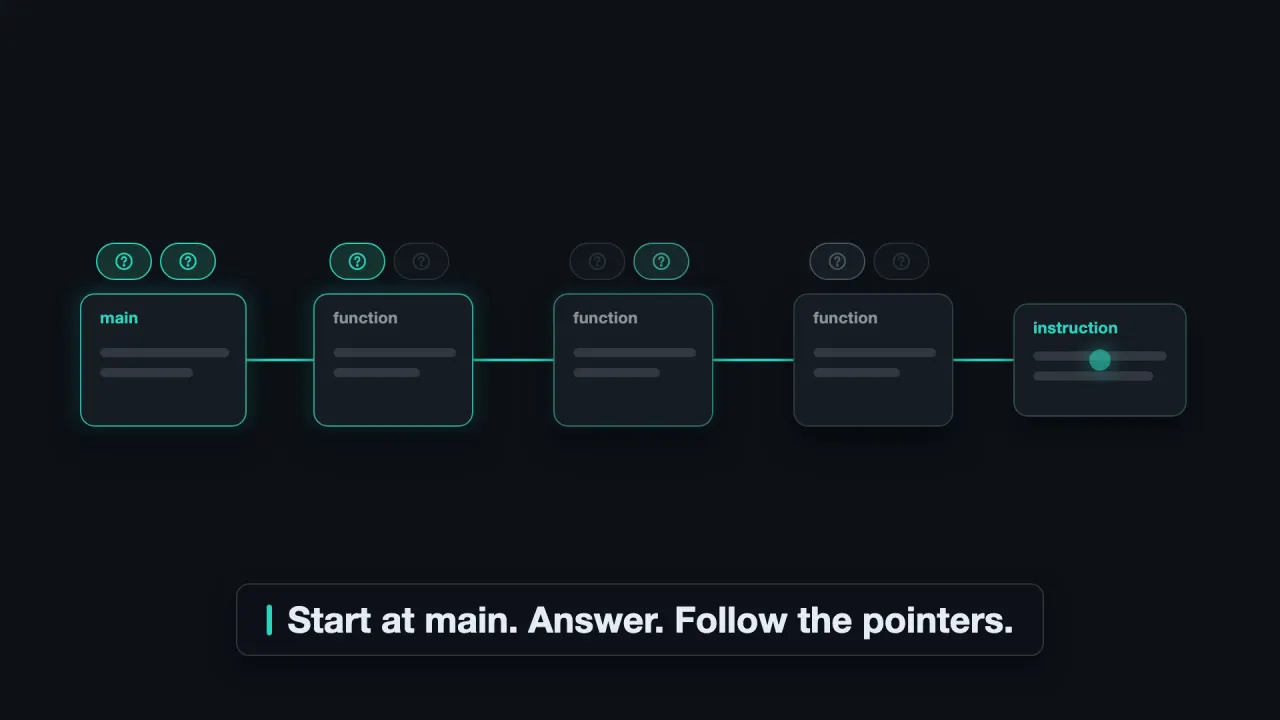 main
function
function
function
instruction
Start at main. Answer. Follow the pointers.